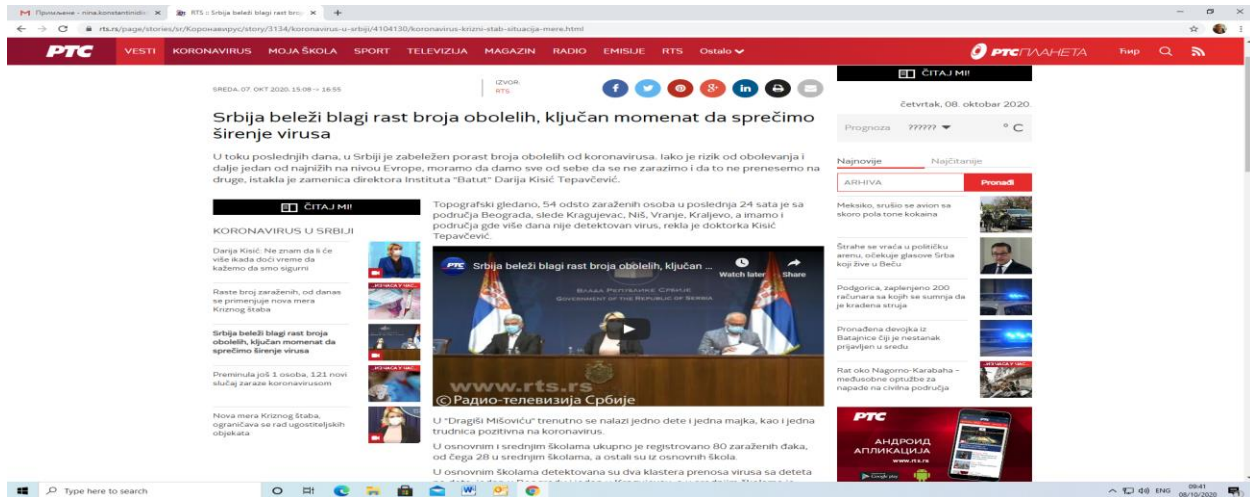 Примљене - nina.konstantinidi
RTS :: Srbija beleži blagi rast broj
rts.rs/page/stories/sr/Коронавирус/story/3134/koronavirus-u-srbiji/4104130/koronavirus-krizni-stab-situacija-mere.html
РТС VESTI KORONAVIRUS MOJA ŠKOLA SPORT TELEVIZIJA MAGAZIN RADIO EMISIJE RTS Ostalo
РТС ПЛАНЕТА Ћир
SREDA, 07. OKT 2020, 15:08 -> 16:55
IZVOR:
RTS
Srbija beleži blagi rast broja obolelih, ključan momenat da sprečimo
širenje virusa
U toku poslednjih dana, u Srbiji je zabeležen porast broja obolelih od koronavirusa. Iako je rizik od obolevanja i
dalje jedan od najnižih na nivou Evrope, moramo da damo sve od sebe da se ne zarazimo i da to ne prenesemo na
druge, istakla je zamenica direktora Instituta "Batut" Darija Kisić Tepavčević.
ČITAJ MI!
KORONAVIRUS U SRBIJI
Darija Kisić: Ne znam da li će
više ikada doći vreme da
kažemo da smo sigurni
Raste broj zaraženih, od danas
se primenjuje nova mera
Kriznog štaba
Srbija beleži blagi rast broja
obolelih, ključan momenat da
sprečimo širenje virusa
Preminula još 1 osoba, 121 novi
slučaj zaraze koronavirusom
Nova mera Kriznog štaba,
ograničava se rad ugostiteljskih
objekata
Topografski gledano, 54 odsto zaraženih osoba u poslednja 24 sata je sa
područja Beograda, slede Kragujevac, Niš, Vranje, Kraljevo, a imamo i
područja gde više dana nije detektovan virus, rekla je doktorka Kisić
Tepavčević.
РТС Srbija beleži blagi rast broja obolelih, ključan ...
Watch later Share
ВЛАДА РЕПУБЛИКЕ СРБИЈЕ
GOVERNMENT OF THE REPUBLIC OF SERBIA
www.rts.rs
© Радио-телевизија Србије
U "Dragiši Mišoviću" trenutno se nalazi jedno dete i jedna majka, kao i jedna
trudnica pozitivna na koronavirus.
U osnovnim i srednjim školama ukupno je registrovano 80 zaraženih đaka,
od čega 28 u srednjim školama, a ostali su iz osnovnih škola.
U osnovnim školama detektovana su dva klastera prenosa virusa sa deteta
ČITAJ MI!
četvrtak, 08. oktobar 2020.
Prognoza ?????? ° C
Najnovije Najčitanije
ARHIVA Pronađi
Meksiko, srušio se avion sa
skoro pola tone kokaina
Štrahe se vraća u političku
arenu, očekuje glasove Srba
koji žive u Beču
Podgorica, zaplenjeno 200
računara sa kojih se sumnja da
je kradena struja
Pronađena devojka iz
Batajnice čiji je nestanak
prijavljen u sredu
Rat oko Nagorno-Karabaha –
međusobne optužbe za
napade na civilna područja
РТС
АНДРОИД
АПЛИКАЦИЈА
www.rts.rs
Type here to search
ENG
09:41
08/10/2020